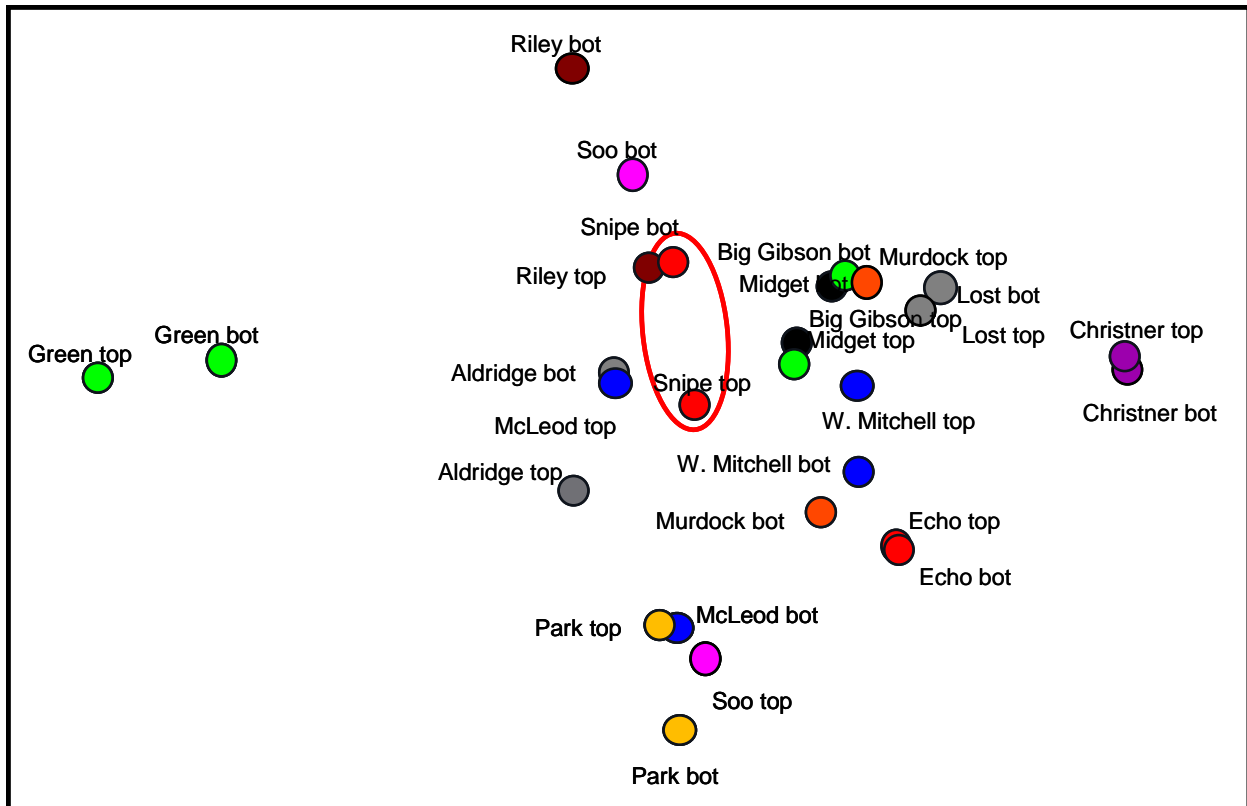 Riley bot
Soo bot
Snipe bot
Riley top
Big Gibson bot
Murdock top
Midget bot
Lost bot
Big Gibson top
Lost top
Midget top
Christner top
Green bot
Green top
Aldridge bot
Snipe top
Christner bot
McLeod top
W. Mitchell top
Aldridge top
W. Mitchell bot
Murdock bot
Echo top
Echo bot
McLeod bot
Park top
Soo top
Park bot